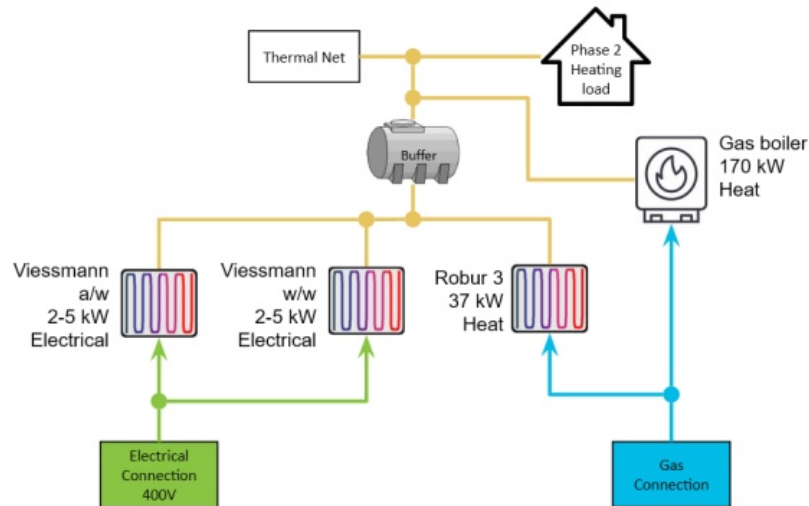 Thermal Net
Phase 2
Heating
load
Buffer
Gas boiler
170 kW
Heat
Viessmann
a/w
2-5 kW
Electrical
Viessmann
w/w
2-5 kW
Electrical
Robur 3
37 kW
Heat
Electrical
Connection
400V
Gas
Connection